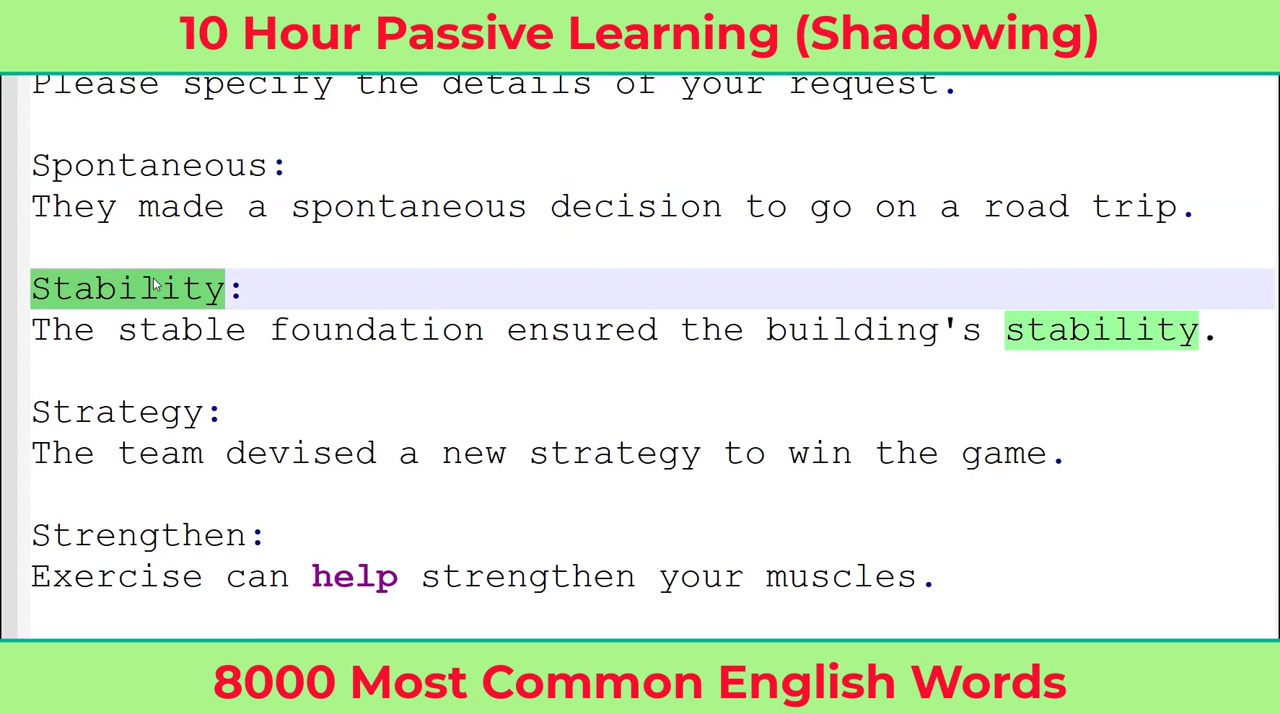 10 Hour Passive Learning (Shadowing)
Please specify the details of your request.
Spontaneous:
They made a spontaneous decision to go on a road trip.
Stability:
The stable foundation ensured the building's stability.
Strategy:
The team devised a new strategy to win the game.
Strengthen:
Exercise can help strengthen your muscles.
8000 Most Common English Words